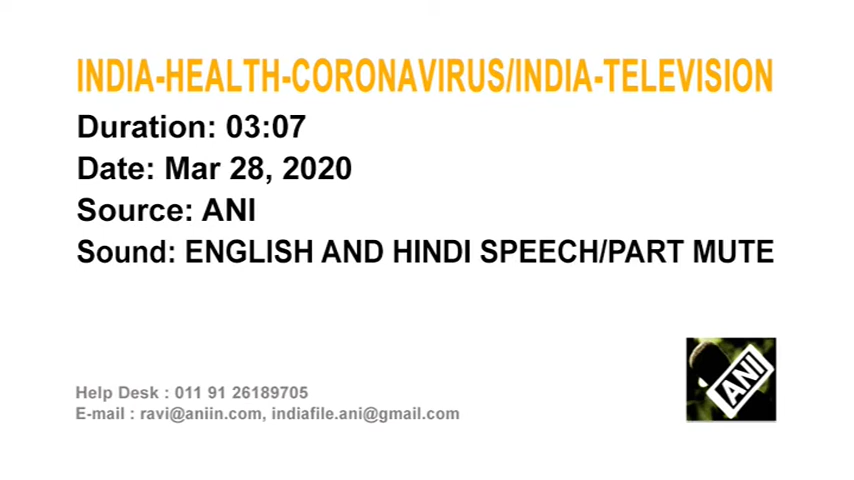 INDIA-HEALTH-CORONAVIRUS/INDIA-TELEVISION
Duration: 03:07
Date: Mar 28, 2020
Source: ANI
Sound: ENGLISH AND HINDI SPEECH/PART MUTE
Help Desk : 011 91 26189705
E-mail : ravi@aniin.com, indiafile.ani@gmail.com
ANI